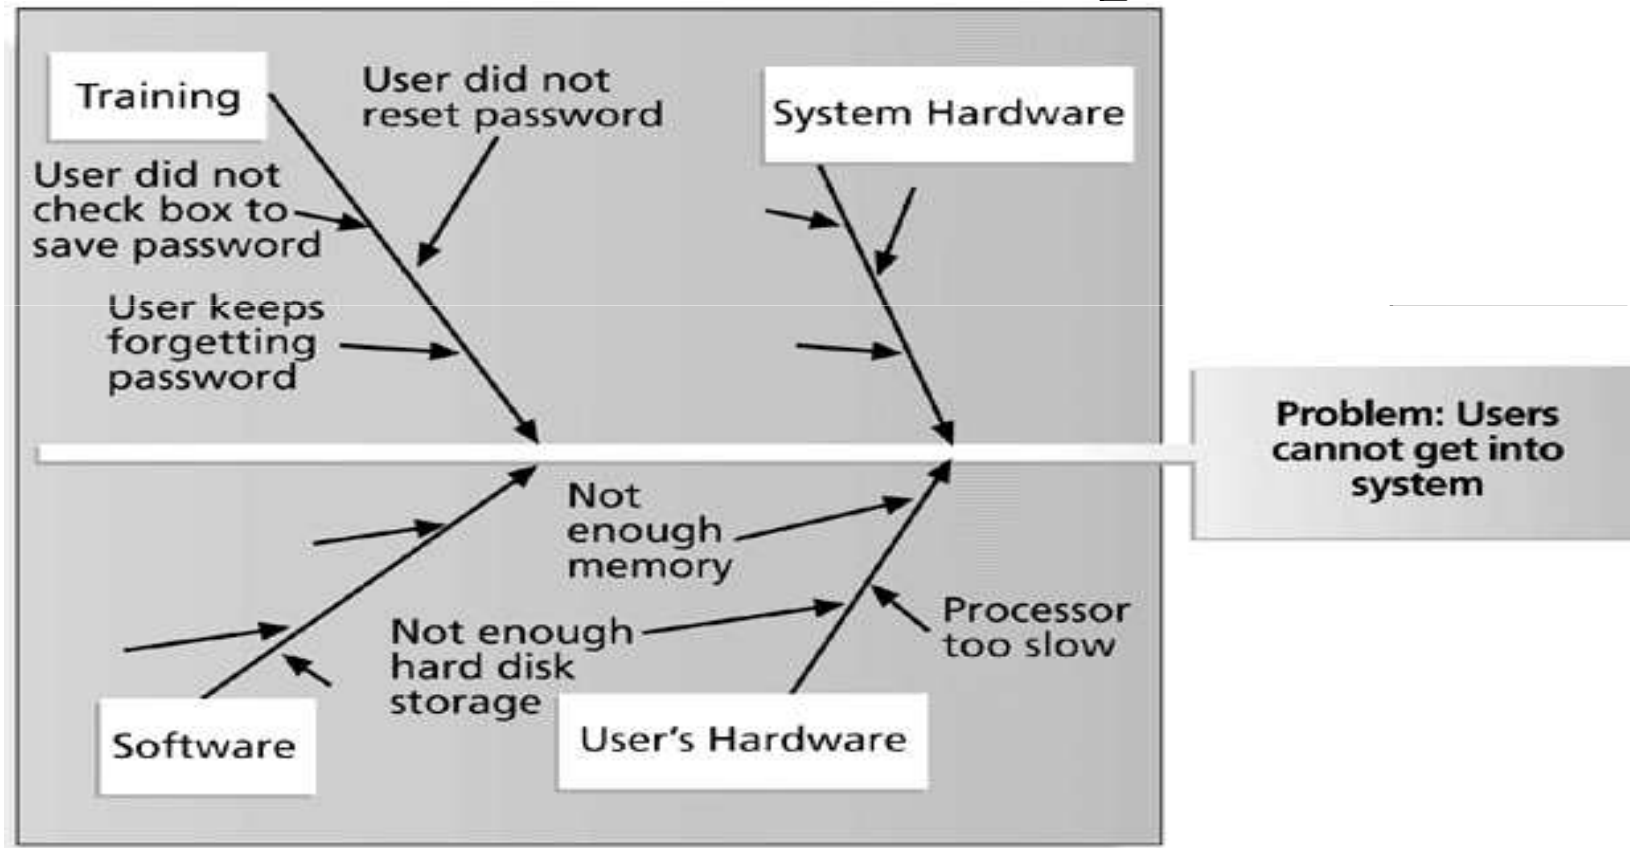 Training
User did not
reset password
System Hardware
User did not
check box to
save password
User keeps
forgetting
password
Problem: Users
cannot get into
system
Not
enough
memory
Not enough
hard disk
storage
Processor
too slow
Software
User's Hardware